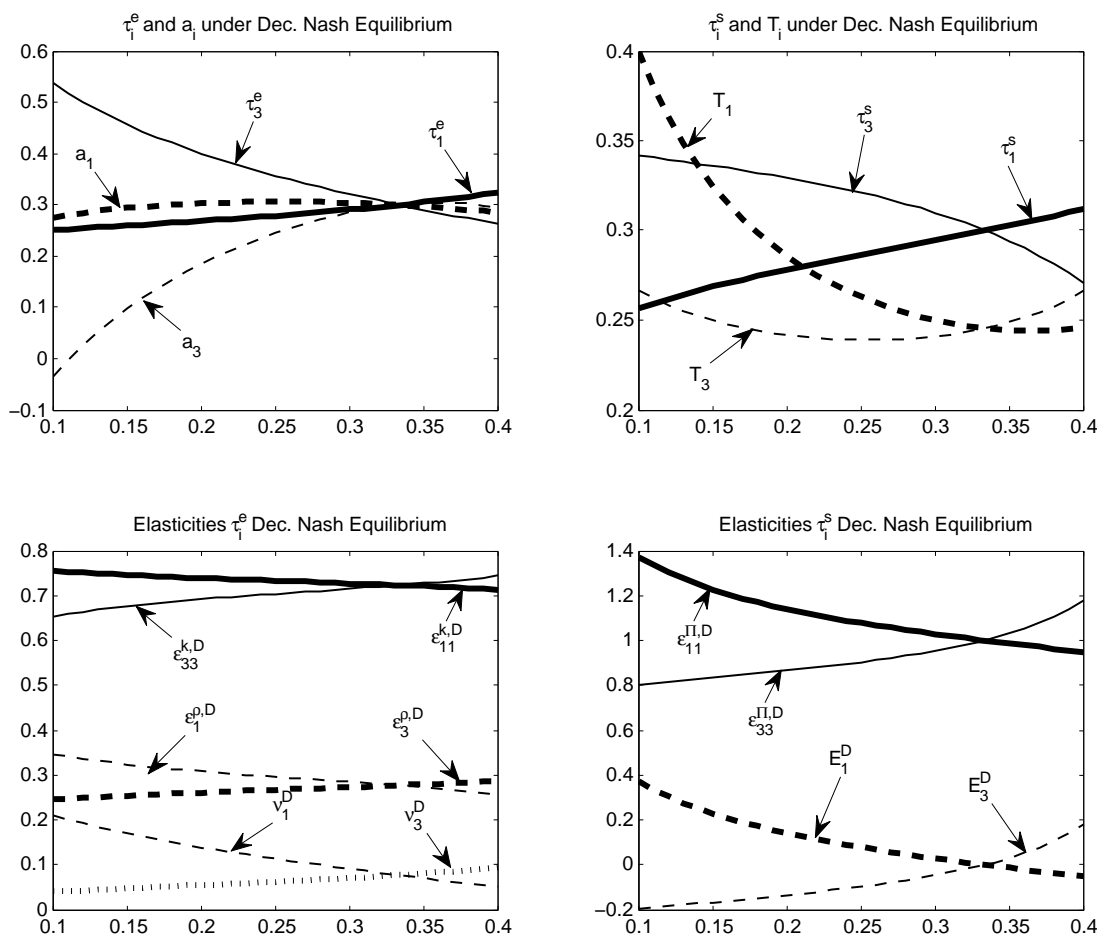 τ_i^e and a_i under Dec. Nash Equilibrium
0.6
0.5
0.4
0.3
0.2
0.1
0
−0.1
0.1 0.15 0.2 0.25 0.3 0.35 0.4
τ_3^e
τ_1^e
a_1
a_3
τ_i^s and T_i under Dec. Nash Equilibrium
0.4
0.35
0.3
0.25
0.2
0.1 0.15 0.2 0.25 0.3 0.35 0.4
T_1
τ_3^s
τ_1^s
T_3
Elasticities τ_i^e Dec. Nash Equilibrium
0.8
0.7
0.6
0.5
0.4
0.3
0.2
0.1
0
0.1 0.15 0.2 0.25 0.3 0.35 0.4
ε_33^{k,D}
ε_11^{k,D}
ε_1^{ρ,D}
ε_3^{ρ,D}
ν_1^D
ν_3^D
Elasticities τ_i^s Dec. Nash Equilibrium
1.4
1.2
1
0.8
0.6
0.4
0.2
0
−0.2
0.1 0.15 0.2 0.25 0.3 0.35 0.4
ε_11^{Π,D}
ε_33^{Π,D}
E_1^D
E_3^D